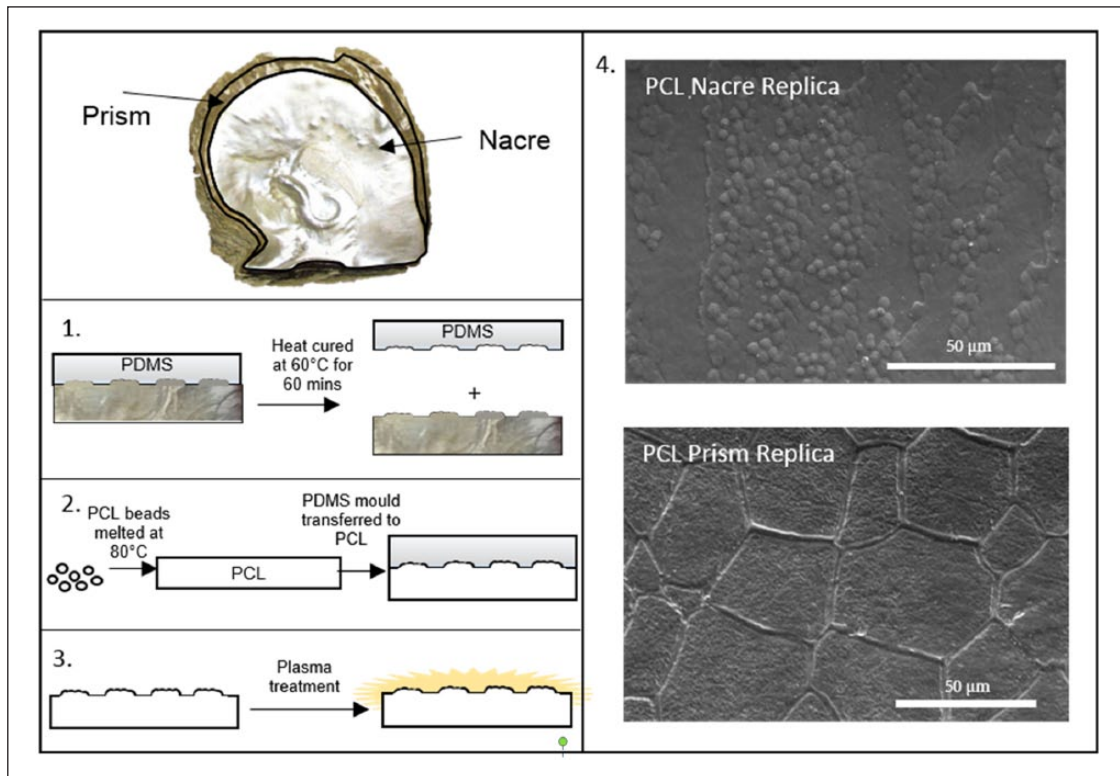 Prism
Nacre
1.
PDMS
Heat cured
at 60°C for
60 mins
PDMS
+
2.
PCL beads
melted at
80°C
PCL
PDMS mould
transferred to
PCL
3.
Plasma
treatment
4.
PCL Nacre Replica
50 μm
PCL Prism Replica
50 μm